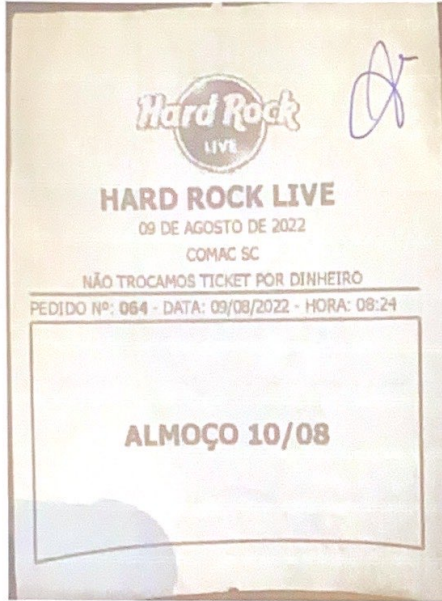 Hard Rock
LIVE
HARD ROCK LIVE
09 DE AGOSTO DE 2022
COMAC SC
NÃO TROCAMOS TICKET POR DINHEIRO
PEDIDO Nº: 064 - DATA: 09/08/2022 - HORA: 08:24
ALMOÇO 10/08